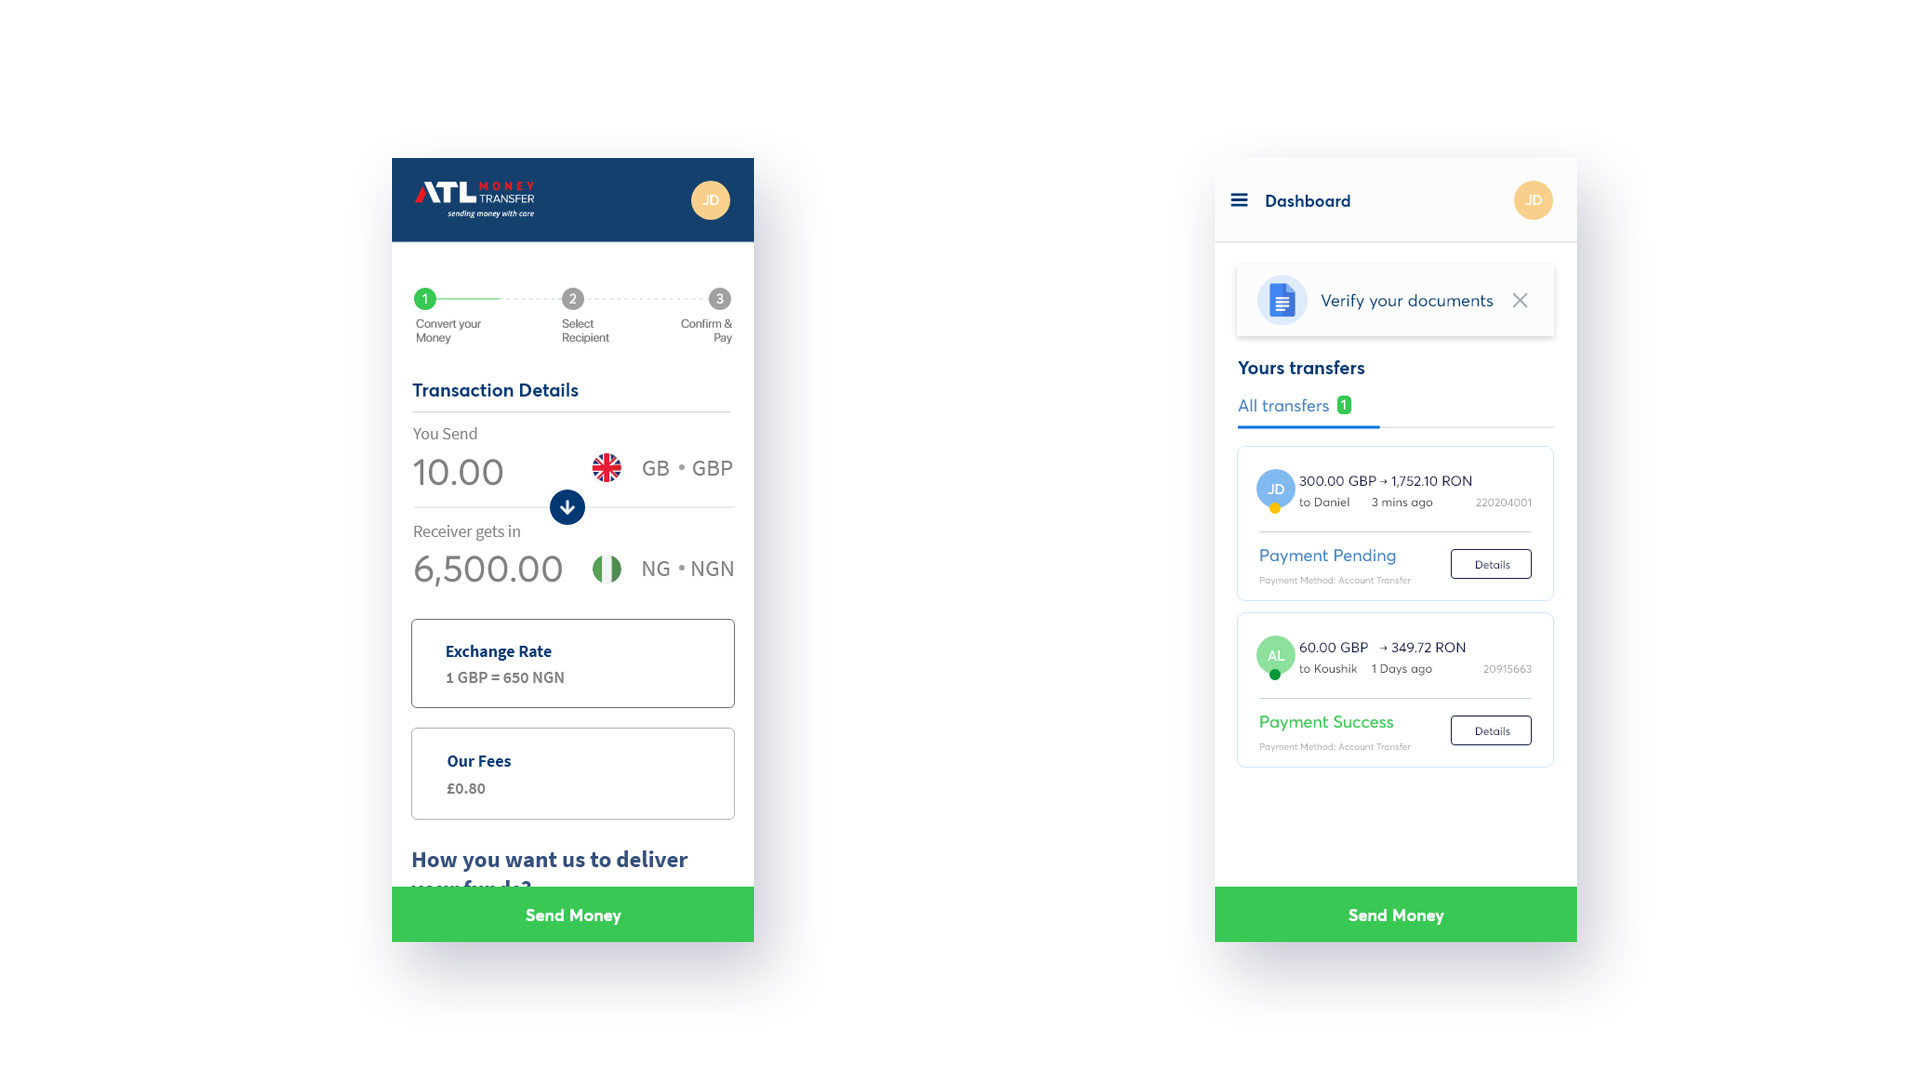 ATL MONEY
TRANSFER
sending money with care
JD
1
2
3
Convert your
Money
Select
Recipient
Confirm &
Pay
Transaction Details
You Send
10.00
GB • GBP
Receiver gets in
6,500.00
NG • NGN
Exchange Rate
1 GBP = 650 NGN
Our Fees
£0.80
How you want us to deliver
your funds?
Send Money
Dashboard
JD
Verify your documents
Yours transfers
All transfers 1
JD
300.00 GBP → 1,752.10 RON
to Daniel 3 mins ago 220204001
Payment Pending
Payment Method: Account Transfer
Details
AL
60.00 GBP → 349.72 RON
to Koushik 1 Days ago 20915663
Payment Success
Payment Method: Account Transfer
Details
Send Money